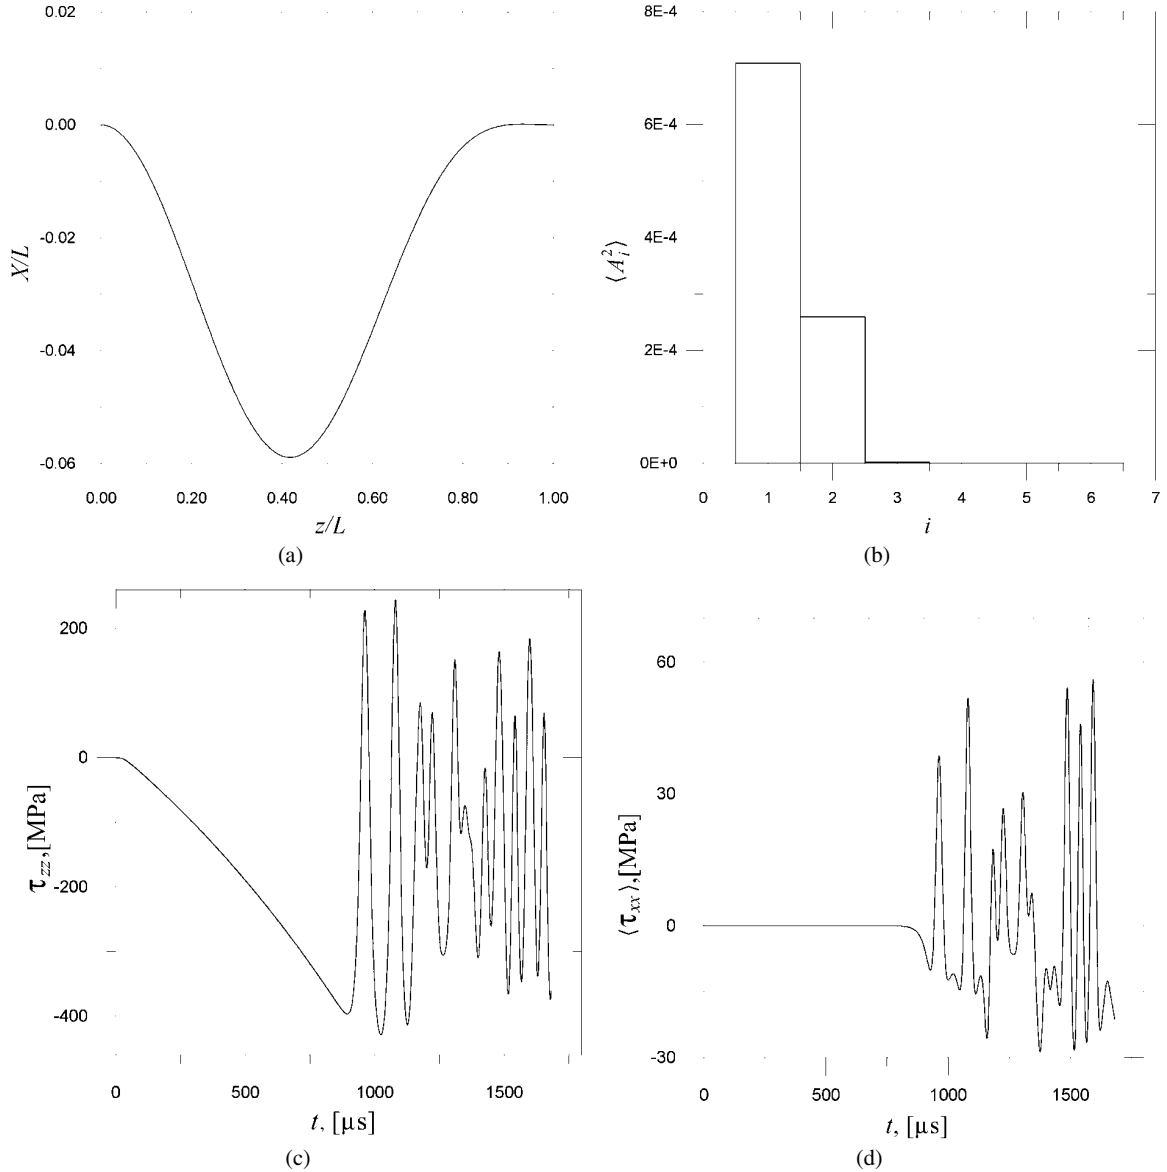 0.02
0.00
-0.02
-0.04
-0.06
X/L
0.00 0.20 0.40 0.60 0.80 1.00
z/L
(a)
8E-4
6E-4
4E-4
2E-4
0E+0
⟨A_i^2⟩
0 1 2 3 4 5 6 7
i
(b)
200
0
-200
-400
τ_zz,[MPa]
0 500 1000 1500
t, [μs]
(c)
60
30
0
-30
⟨τ_xx⟩,[MPa]
0 500 1000 1500
t, [μs]
(d)